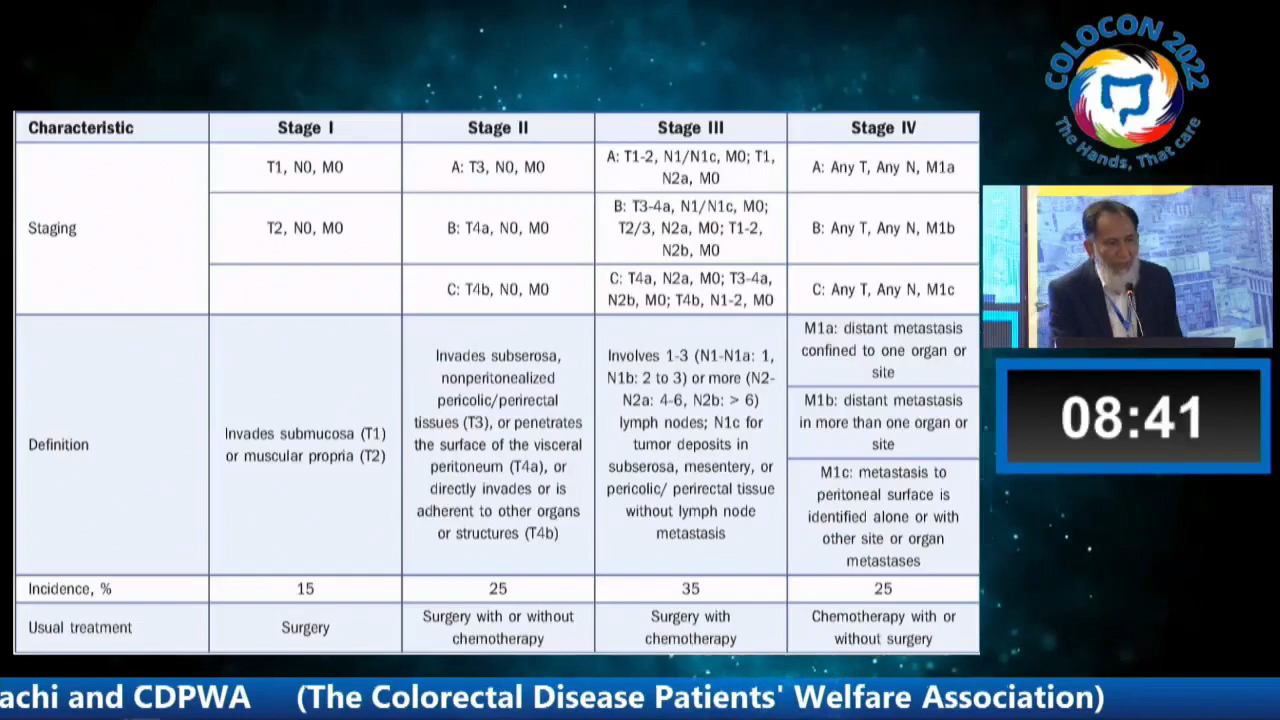 COLOCON 2022
The Hands, That care
Characteristic
Stage I
Stage II
Stage III
Stage IV
Staging
T1, N0, M0
A: T3, N0, M0
A: T1-2, N1/N1c, M0; T1,
N2a, M0
A: Any T, Any N, M1a
T2, N0, M0
B: T4a, N0, M0
B: T3-4a, N1/N1c, M0;
T2/3, N2a, M0; T1-2,
N2b, M0
B: Any T, Any N, M1b
C: T4b, N0, M0
C: T4a, N2a, M0; T3-4a,
N2b, M0; T4b, N1-2, M0
C: Any T, Any N, M1c
Definition
Invades submucosa (T1)
or muscular propria (T2)
Invades subserosa,
nonperitonealized
pericolic/perirectal
tissues (T3), or penetrates
the surface of the visceral
peritoneum (T4a), or
directly invades or is
adherent to other organs
or structures (T4b)
Involves 1-3 (N1-N1a: 1,
N1b: 2 to 3) or more (N2-
N2a: 4-6, N2b: > 6)
lymph nodes; N1c for
tumor deposits in
subserosa, mesentery, or
pericolic/ perirectal tissue
without lymph node
metastasis
M1a: distant metastasis
confined to one organ or
site
M1b: distant metastasis
in more than one organ or
site
M1c: metastasis to
peritoneal surface is
identified alone or with
other site or organ
metastases
Incidence, %
15
25
35
25
Usual treatment
Surgery
Surgery with or without
chemotherapy
Surgery with
chemotherapy
Chemotherapy with or
without surgery
08:41
achi and CDPWA (The Colorectal Disease Patients' Welfare Association)